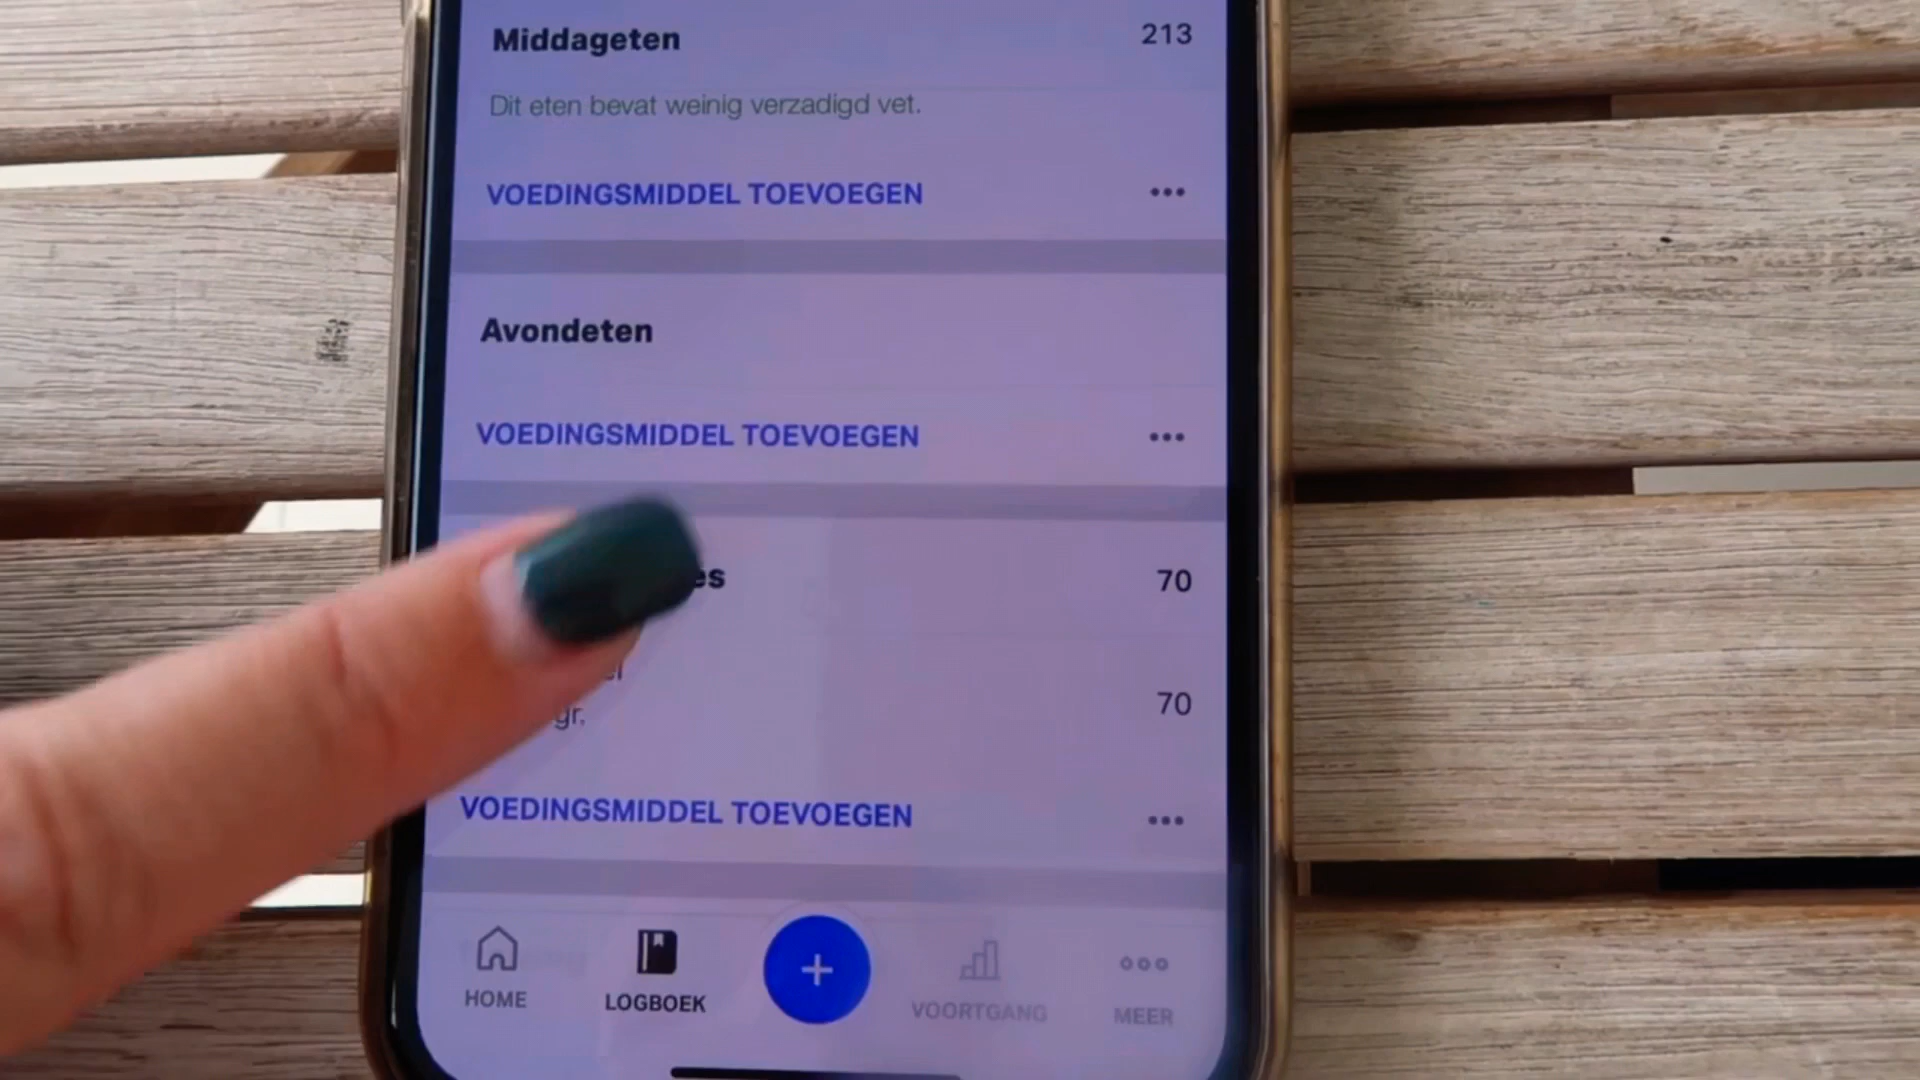 Middageten 213
Dit eten bevat weinig verzadigd vet.
VOEDINGSMIDDEL TOEVOEGEN
Avondeten
VOEDINGSMIDDEL TOEVOEGEN
70
gr,
70
VOEDINGSMIDDEL TOEVOEGEN
HOME LOGBOEK + VOORTGANG MEER